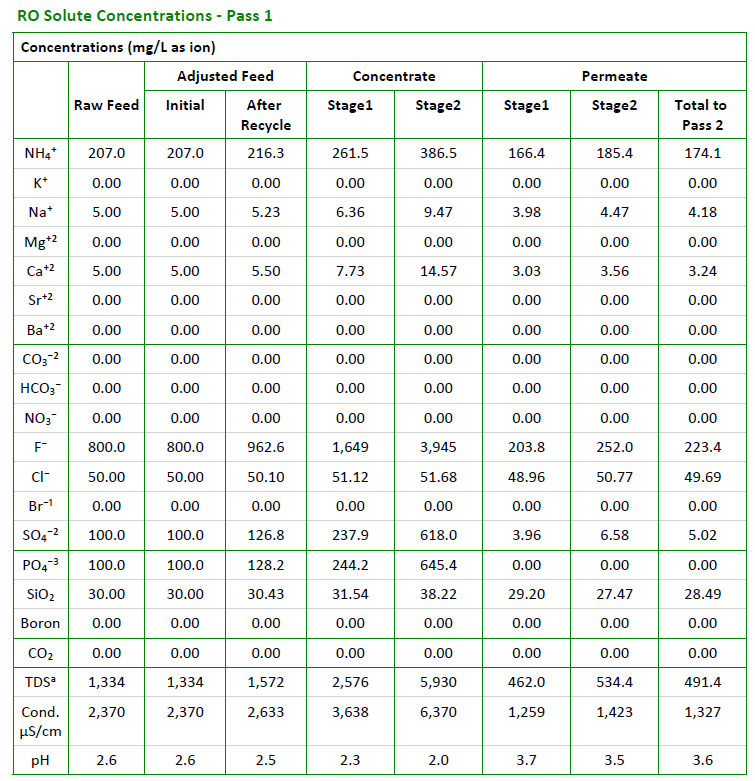 RO Solute Concentrations - Pass 1
Concentrations (mg/L as ion)
Adjusted Feed Concentrate Permeate
Raw Feed Initial After Recycle Stage1 Stage2 Stage1 Stage2 Total to Pass 2
NH₄⁺ 207.0 207.0 216.3 261.5 386.5 166.4 185.4 174.1
K⁺ 0.00 0.00 0.00 0.00 0.00 0.00 0.00 0.00
Na⁺ 5.00 5.00 5.23 6.36 9.47 3.98 4.47 4.18
Mg⁺² 0.00 0.00 0.00 0.00 0.00 0.00 0.00 0.00
Ca⁺² 5.00 5.00 5.50 7.73 14.57 3.03 3.56 3.24
Sr⁺² 0.00 0.00 0.00 0.00 0.00 0.00 0.00 0.00
Ba⁺² 0.00 0.00 0.00 0.00 0.00 0.00 0.00 0.00
CO₃⁻² 0.00 0.00 0.00 0.00 0.00 0.00 0.00 0.00
HCO₃⁻ 0.00 0.00 0.00 0.00 0.00 0.00 0.00 0.00
NO₃⁻ 0.00 0.00 0.00 0.00 0.00 0.00 0.00 0.00
F⁻ 800.0 800.0 962.6 1,649 3,945 203.8 252.0 223.4
Cl⁻ 50.00 50.00 50.10 51.12 51.68 48.96 50.77 49.69
Br⁻¹ 0.00 0.00 0.00 0.00 0.00 0.00 0.00 0.00
SO₄⁻² 100.0 100.0 126.8 237.9 618.0 3.96 6.58 5.02
PO₄⁻³ 100.0 100.0 128.2 244.2 645.4 0.00 0.00 0.00
SiO₂ 30.00 30.00 30.43 31.54 38.22 29.20 27.47 28.49
Boron 0.00 0.00 0.00 0.00 0.00 0.00 0.00 0.00
CO₂ 0.00 0.00 0.00 0.00 0.00 0.00 0.00 0.00
TDSᵃ 1,334 1,334 1,572 2,576 5,930 462.0 534.4 491.4
Cond. µS/cm 2,370 2,370 2,633 3,638 6,370 1,259 1,423 1,327
pH 2.6 2.6 2.5 2.3 2.0 3.7 3.5 3.6